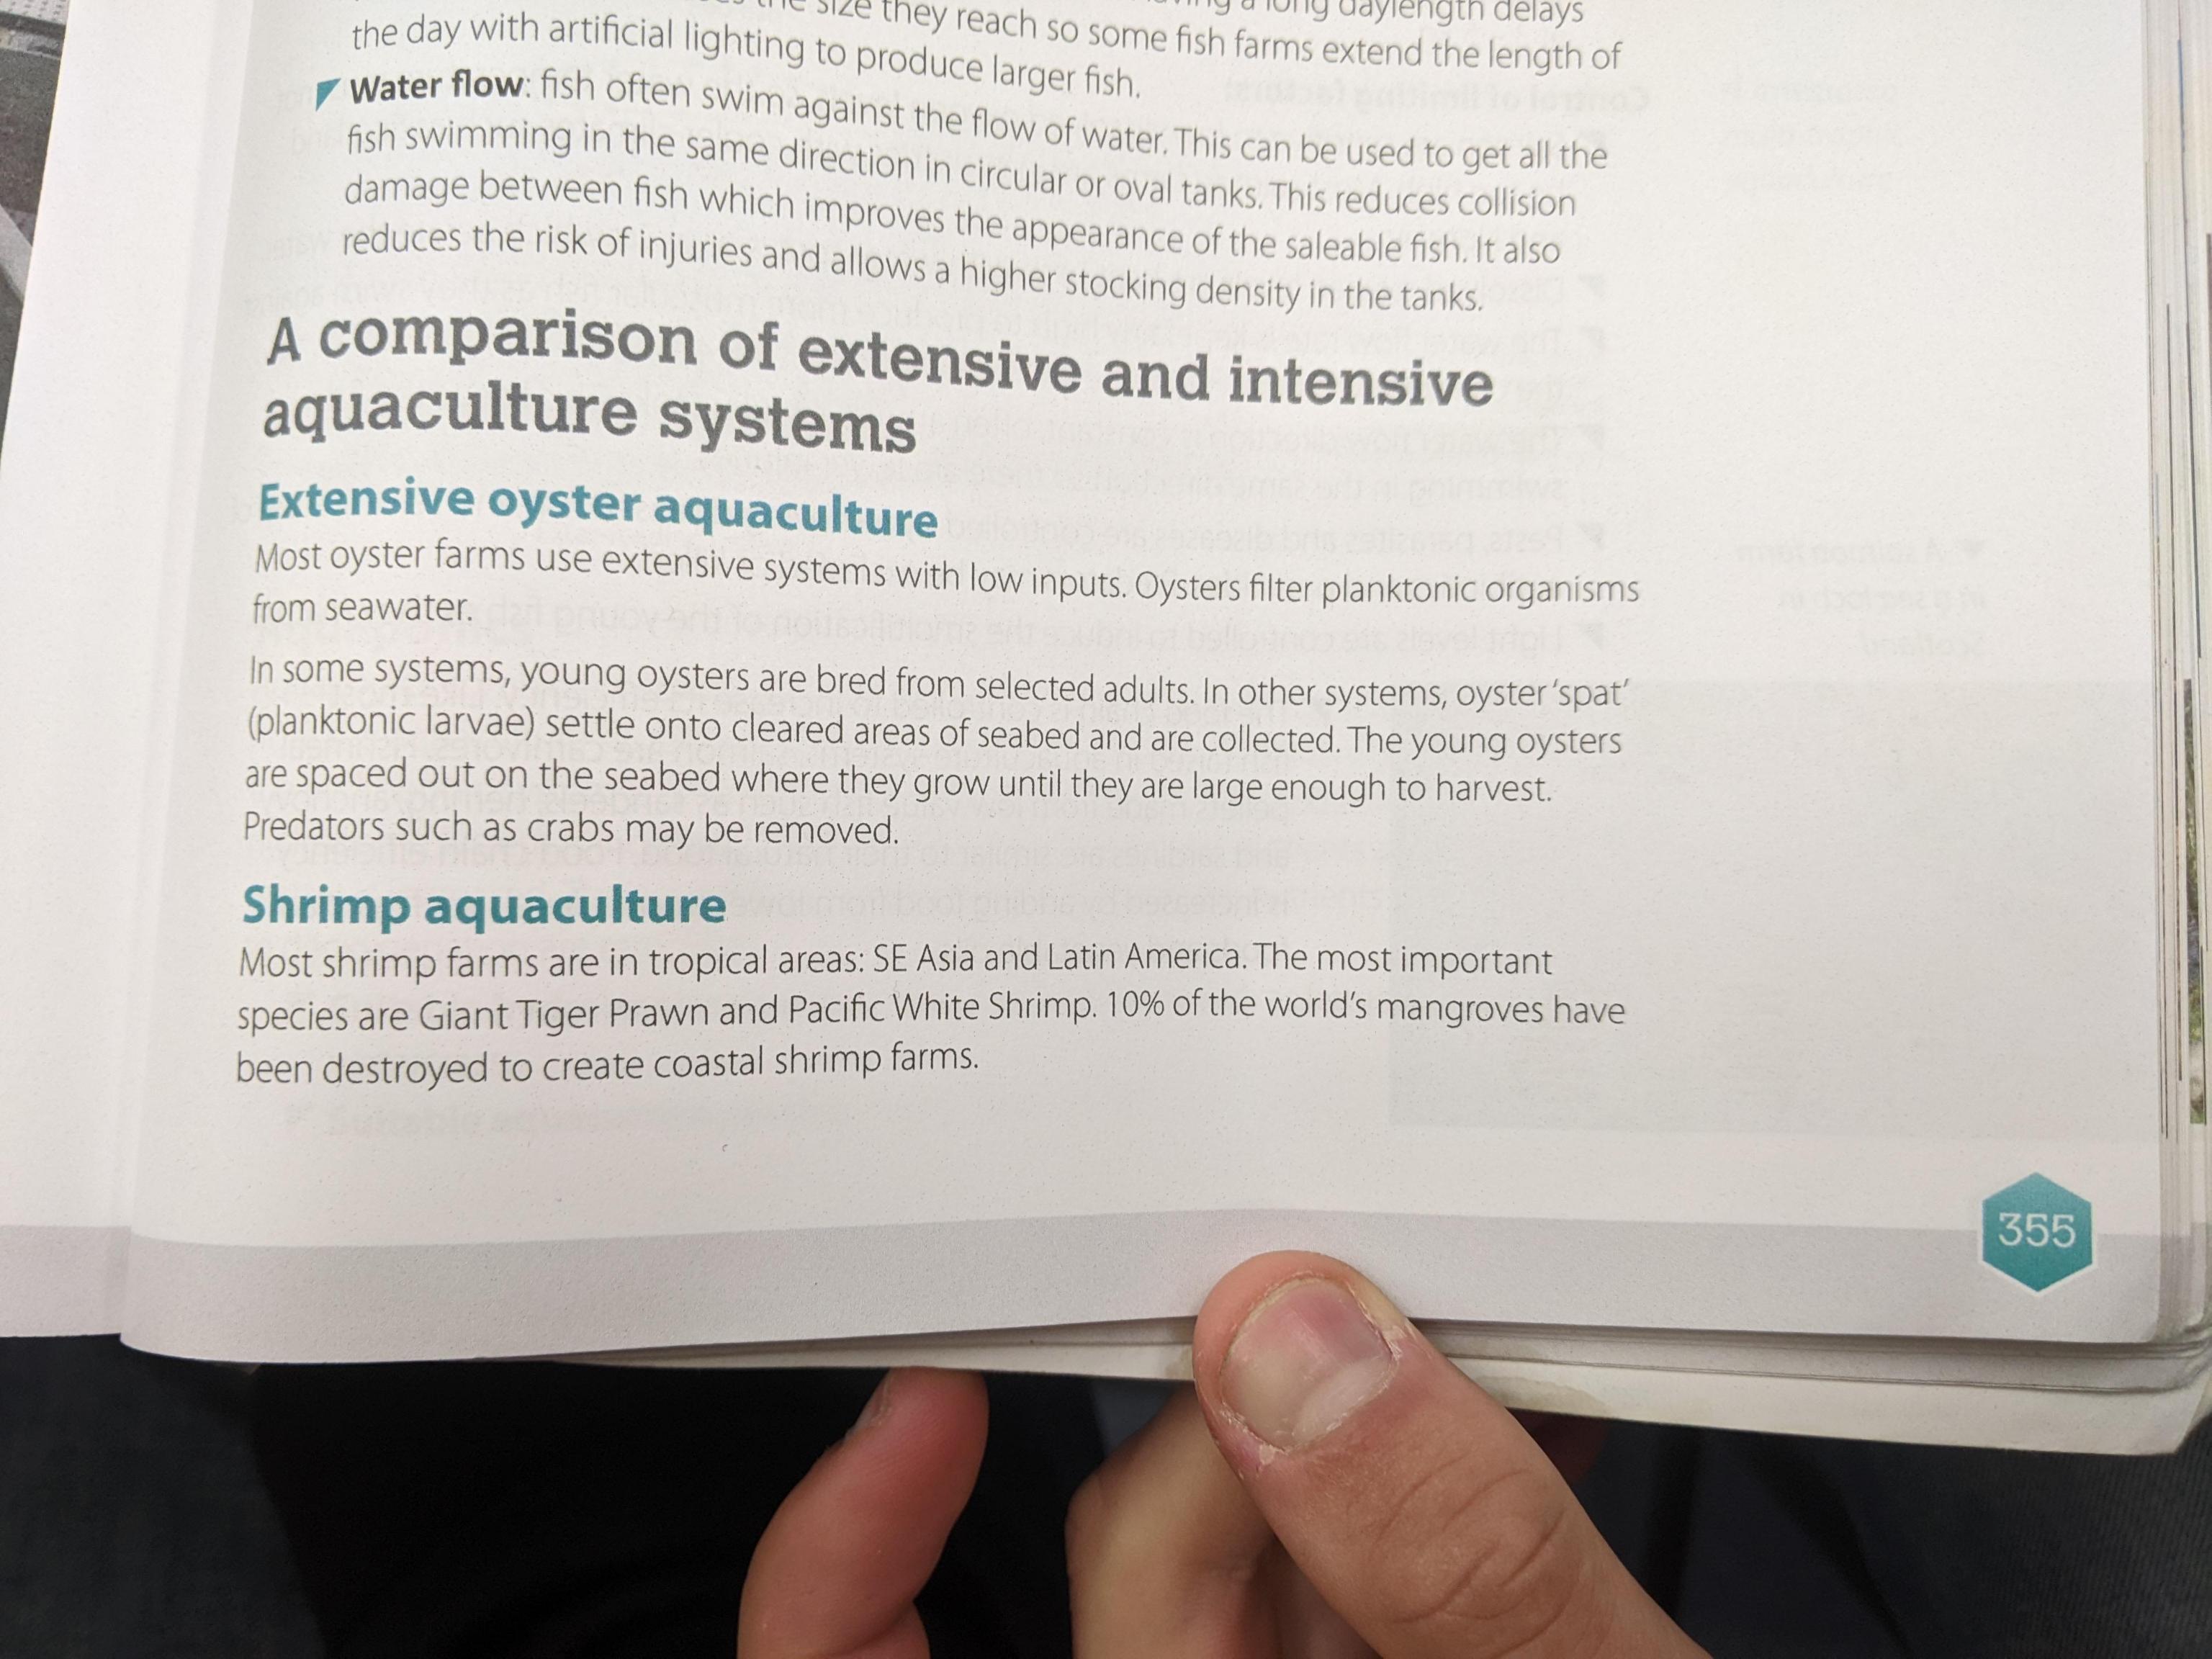 the size they reach so some fish farms extend the length of
a long daylength delays
the day with artificial lighting to produce larger fish.
Water flow: fish often swim against the flow of water. This can be used to get all the
fish swimming in the same direction in circular or oval tanks. This reduces collision
damage between fish which improves the appearance of the saleable fish. It also
reduces the risk of injuries and allows a higher stocking density in the tanks.
A comparison of extensive and intensive
aquaculture systems
Extensive oyster aquaculture
Most oyster farms use extensive systems with low inputs. Oysters filter planktonic organisms
from seawater.
In some systems, young oysters are bred from selected adults. In other systems, oyster ‘spat’
(planktonic larvae) settle onto cleared areas of seabed and are collected. The young oysters
are spaced out on the seabed where they grow until they are large enough to harvest.
Predators such as crabs may be removed.
Shrimp aquaculture
Most shrimp farms are in tropical areas: SE Asia and Latin America. The most important
species are Giant Tiger Prawn and Pacific White Shrimp. 10% of the world’s mangroves have
been destroyed to create coastal shrimp farms.
355